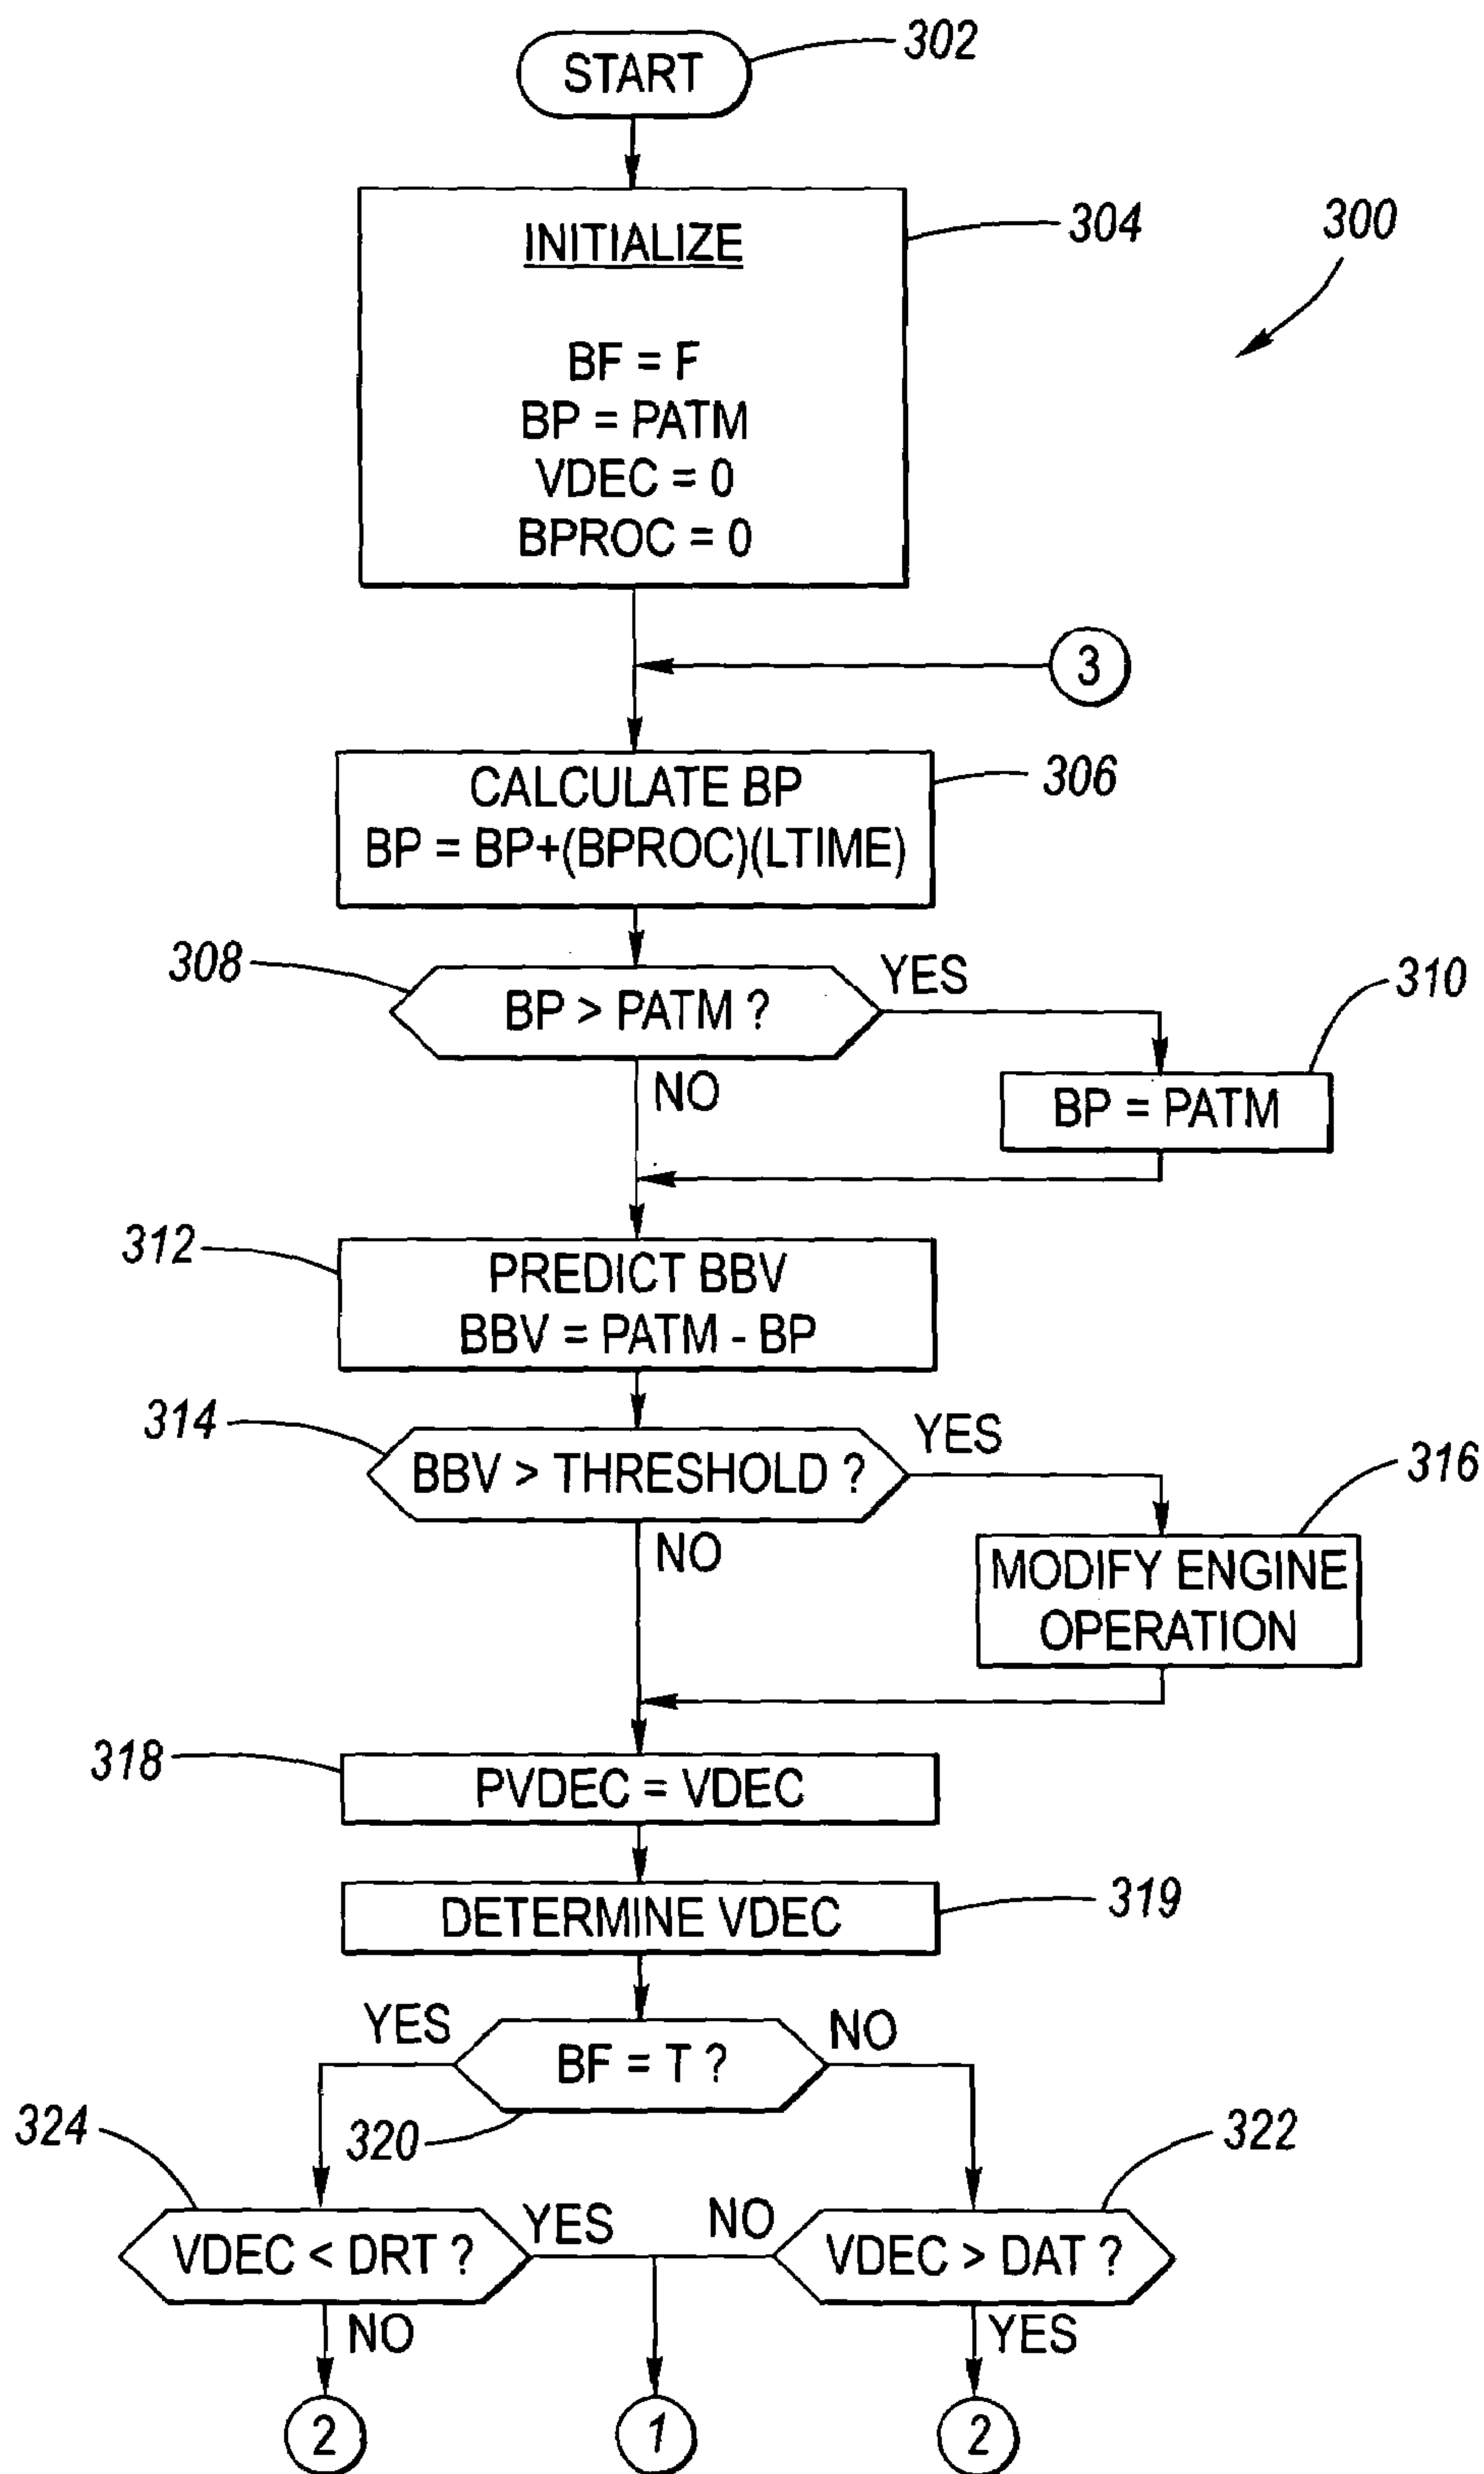 START
302
INITIALIZE
304
300
BF = F
BP = PATM
VDEC = 0
BPROC = 0
3
CALCULATE BP
BP = BP+(BPROC)(LTIME)
306
308
BP > PATM ?
YES
310
NO
BP = PATM
312
PREDICT BBV
BBV = PATM - BP
314
BBV > THRESHOLD ?
YES
316
NO
MODIFY ENGINE
OPERATION
318
PVDEC = VDEC
DETERMINE VDEC
319
YES
BF = T ?
NO
324
320
322
VDEC < DRT ?
YES
NO
VDEC > DAT ?
NO
YES
2
1
2